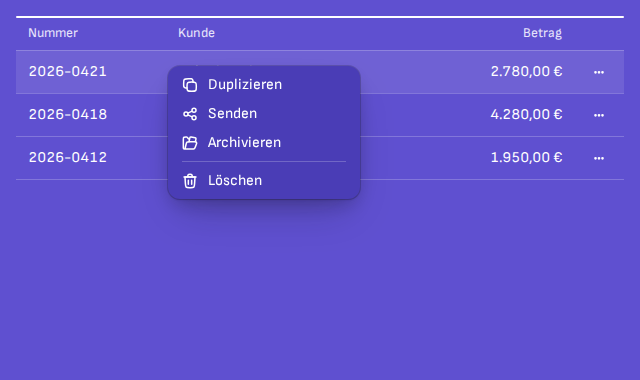 Nummer Kunde Betrag
2026-0421 2.780,00 €
Duplizieren
2026-0418 Senden 4.280,00 €
Archivieren
2026-0412 1.950,00 €
Löschen